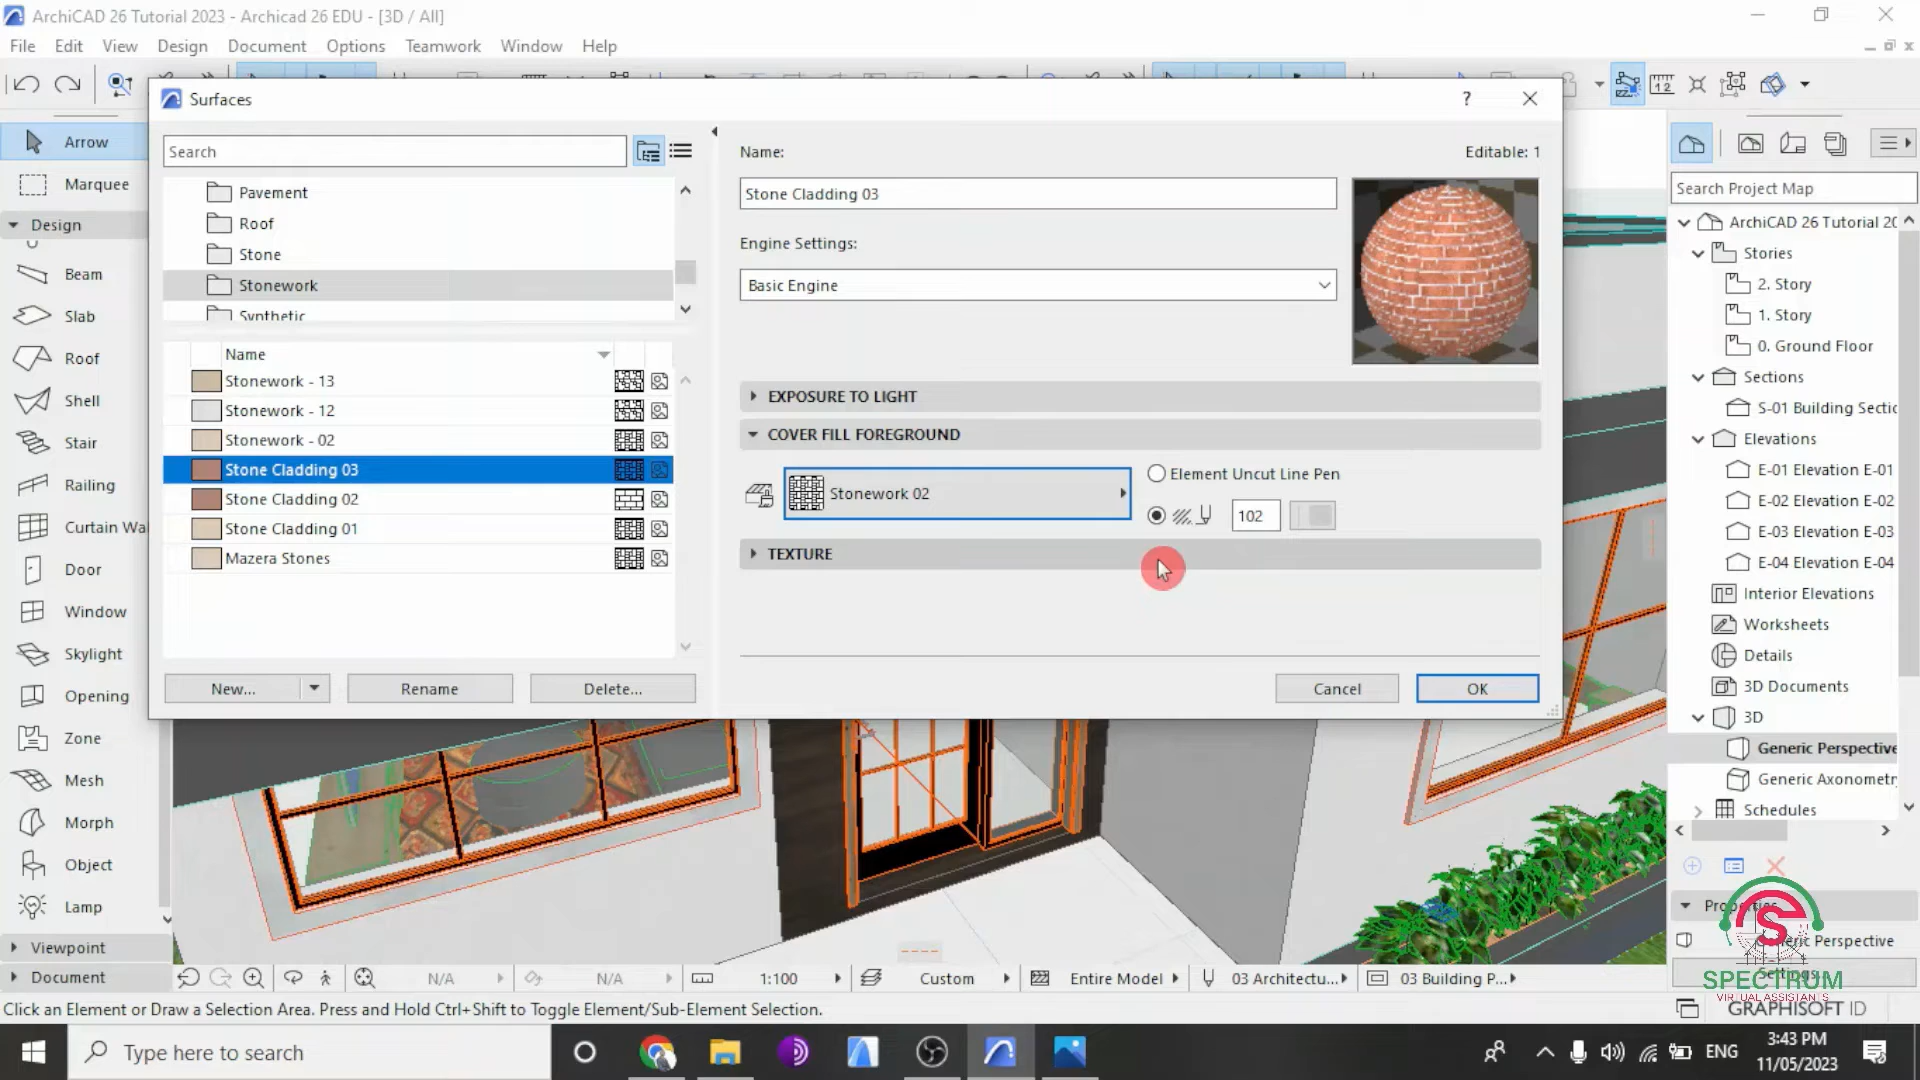 ArchiCAD 26 Tutorial 2023 - Archicad 26 EDU - [3D / All]
File Edit View Design Document Options Teamwork Window Help
Surfaces
?
Search
Pavement
Roof
Stone
Stonework
Synthetic
Name
Stonework - 13
Stonework - 12
Stonework - 02
Stone Cladding 03
Stone Cladding 02
Stone Cladding 01
Mazera Stones
New...
Rename
Delete...
Name:
Editable: 1
Stone Cladding 03
Engine Settings:
Basic Engine
EXPOSURE TO LIGHT
COVER FILL FOREGROUND
Stonework 02
Element Uncut Line Pen
102
TEXTURE
Cancel
OK
Arrow
Marquee
Design
Beam
Slab
Roof
Shell
Stair
Railing
Curtain Wa
Door
Window
Skylight
Opening
Zone
Mesh
Morph
Object
Lamp
Viewpoint
Document
Search Project Map
ArchiCAD 26 Tutorial 20
Stories
2. Story
1. Story
0. Ground Floor
Sections
S-01 Building Sectic
Elevations
E-01 Elevation E-01
E-02 Elevation E-02
E-03 Elevation E-03
E-04 Elevation E-04
Interior Elevations
Worksheets
Details
3D Documents
3D
Generic Perspective
Generic Axonometr
Schedules
Properties
Generic Perspective
Settings...
SPECTRUM
VIRTUAL ASSISTANTS
GRAPHISOFT ID
N/A N/A 1:100 Custom Entire Model 03 Architectu... 03 Building P...
Click an Element or Draw a Selection Area. Press and Hold Ctrl+Shift to Toggle Element/Sub-Element Selection.
Type here to search
ENG
3:43 PM
11/05/2023